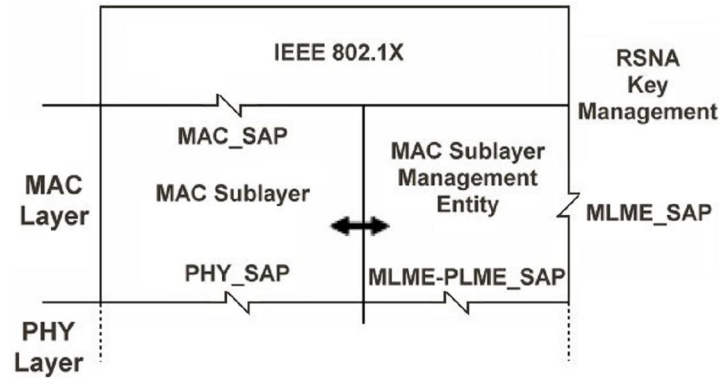 IEEE 802.1X
RSNA
Key
Management
MAC_SAP
MAC Sublayer
MAC Sublayer
Management
Entity
MAC
Layer
MLME_SAP
PHY_SAP
MLME-PLME_SAP
PHY
Layer